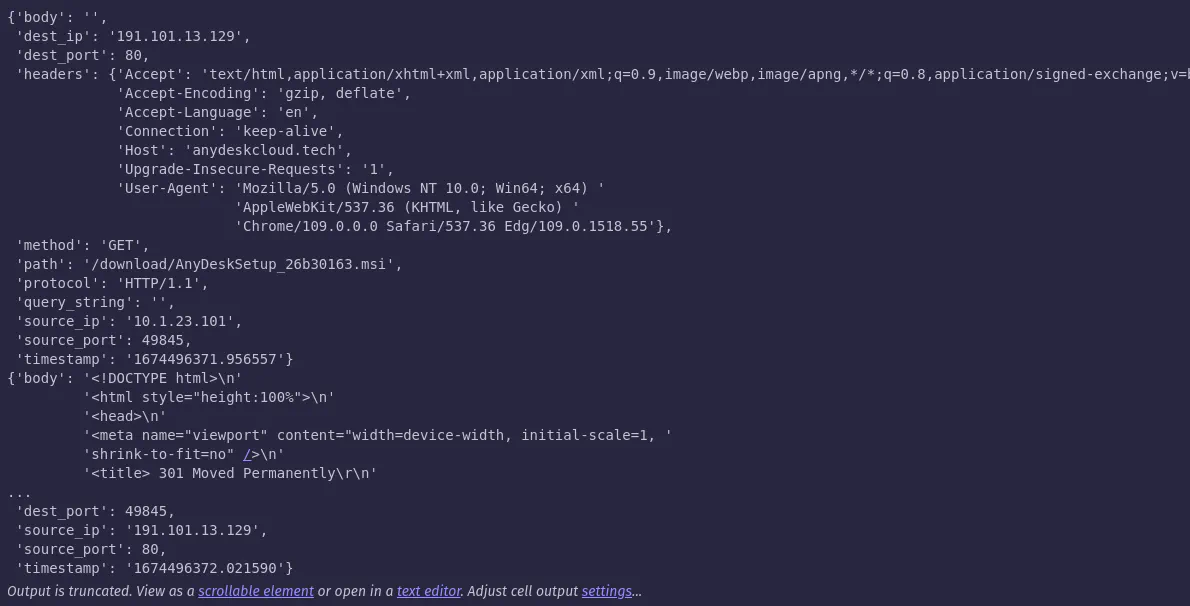 {'body': '',
 'dest_ip': '191.101.13.129',
 'dest_port': 80,
 'headers': {'Accept': 'text/html,application/xhtml+xml,application/xml;q=0.9,image/webp,image/apng,*/*;q=0.8,application/signed-exchange;v=
             'Accept-Encoding': 'gzip, deflate',
             'Accept-Language': 'en',
             'Connection': 'keep-alive',
             'Host': 'anydeskcloud.tech',
             'Upgrade-Insecure-Requests': '1',
             'User-Agent': 'Mozilla/5.0 (Windows NT 10.0; Win64; x64) '
                           'AppleWebKit/537.36 (KHTML, like Gecko) '
                           'Chrome/109.0.0.0 Safari/537.36 Edg/109.0.1518.55'},
 'method': 'GET',
 'path': '/download/AnyDeskSetup_26b30163.msi',
 'protocol': 'HTTP/1.1',
 'query_string': '',
 'source_ip': '10.1.23.101',
 'source_port': 49845,
 'timestamp': '1674496371.956557'}
{'body': '<!DOCTYPE html>\n'
         '<html style="height:100%">\n'
         '<head>\n'
         '<meta name="viewport" content="width=device-width, initial-scale=1, '
         'shrink-to-fit=no" />\n'
         '<title> 301 Moved Permanently\r\n'
...
 'dest_port': 49845,
 'source_ip': '191.101.13.129',
 'source_port': 80,
 'timestamp': '1674496372.021590'}
Output is truncated. View as a scrollable element or open in a text editor. Adjust cell output settings...